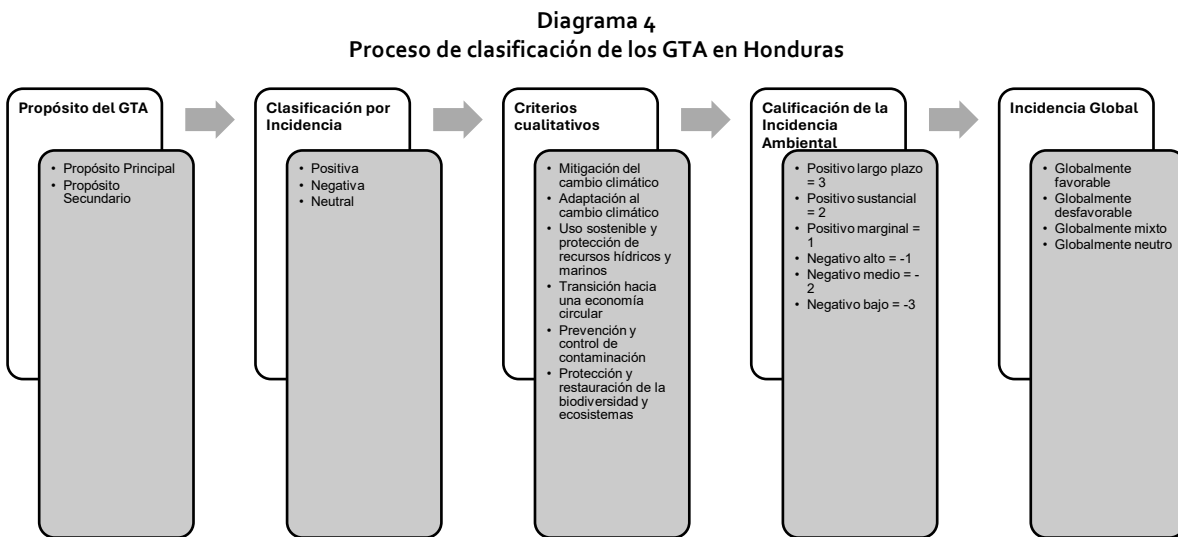 Diagrama 4
Proceso de clasificación de los GTA en Honduras
Propósito del GTA
• Propósito Principal
• Propósito
Secundario
Clasificación por
Incidencia
• Positiva
• Negativa
• Neutral
Criterios
cualitativos
• Mitigación del
cambio climático
• Adaptación al
cambio climático
• Uso sostenible y
protección de
recursos hídricos y
marinos
• Transición hacia
una economía
circular
• Prevención y
control de
contaminación
• Protección y
restauración de la
biodiversidad y
ecosistemas
Calificación de la
Incidencia
Ambiental
• Positivo largo plazo
= 3
• Positivo sustancial
= 2
• Positivo marginal =
1
• Negativo alto = -1
• Negativo medio = -
2
• Negativo bajo = -3
Incidencia Global
• Globalmente
favorable
• Globalmente
desfavorable
• Globalmente mixto
• Globalmente neutro